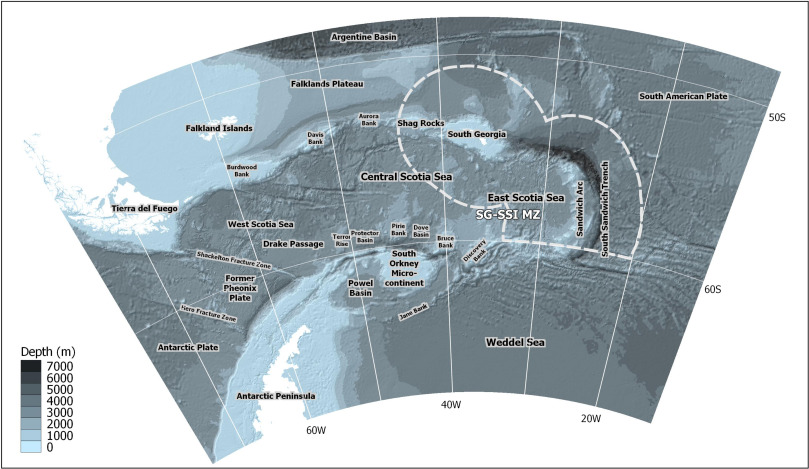 Argentine Basin
Falklands Plateau
South American Plate
50S
Aurora
Bank
Shag Rocks
Falkland Islands
Davis
Bank
South Georgia
Burdwood
Bank
Central Scotia Sea
East Scotia Sea
Sandwich Arc
South Sandwich Trench
Tierra del Fuego
SG-SSI MZ
West Scotia Sea
Drake Passage
Terror
Rise
Protector
Basin
Pirie
Bank
Dove
Basin
Bruce
Bank
Discovery
Bank
Shackelton Fracture Zone
South
Orkney
Micro-
continent
Former
Pheonix
Plate
Powel
Basin
60S
Hero Fracture Zone
Jane Bank
Antarctic Plate
Weddel Sea
Depth (m)
7000
6000
5000
4000
3000
2000
1000
0
Antarctic Peninsula
60W
40W
20W